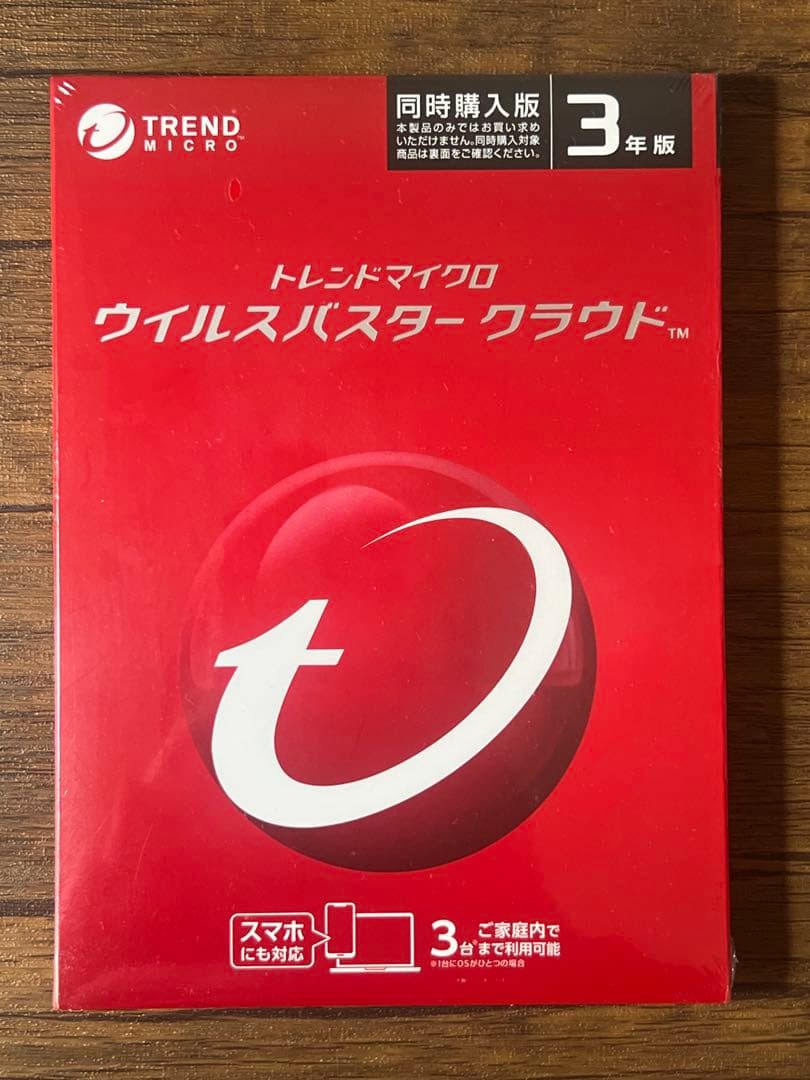 TREND
MICRO™
同時購入版
本製品のみではお買い求め
いただけません。同時購入対象
商品は裏面をご確認ください。
3年版
トレンドマイクロ
ウイルスバスター クラウド™
スマホ
にも対応
3台※
ご家庭内で
まで利用可能
※1台にOSがひとつの場合